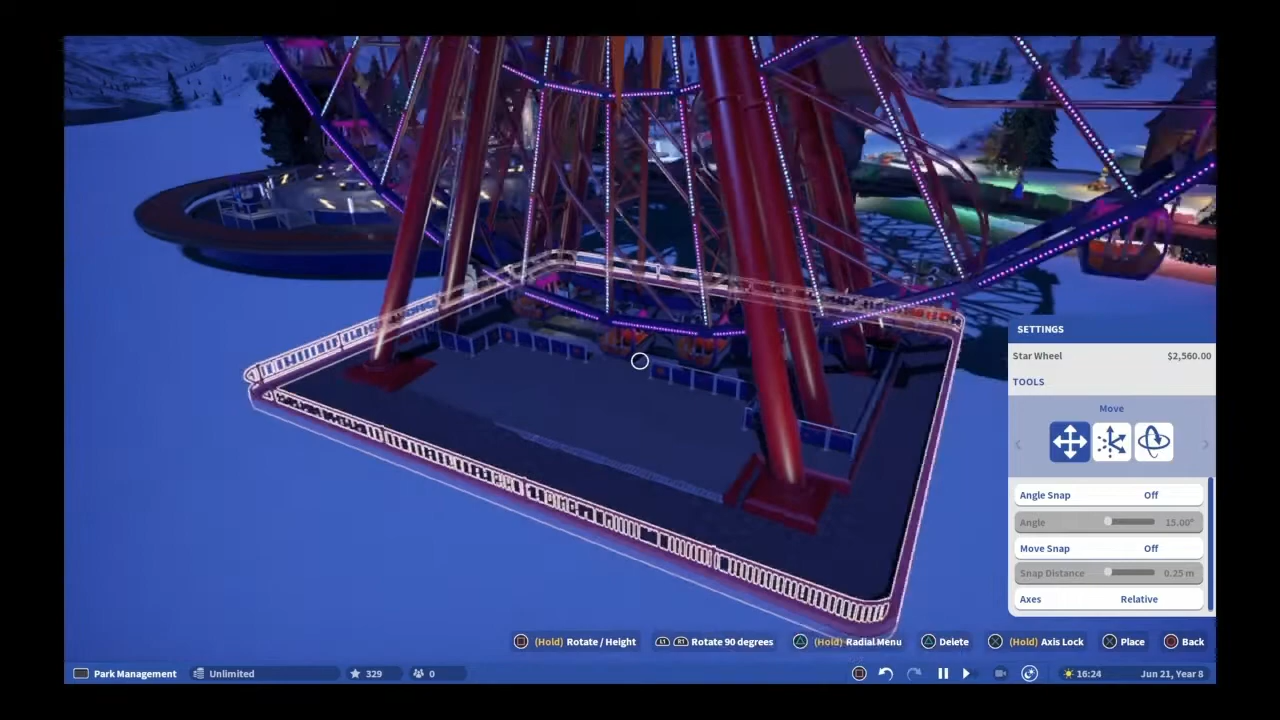 SETTINGS
Star Wheel $2,560.00
TOOLS
Move
Angle Snap Off
Angle 15.00°
Move Snap Off
Snap Distance 0.25 m
Axes Relative
(Hold) Rotate / Height L1 R1 Rotate 90 degrees (Hold) Radial Menu Delete (Hold) Axis Lock Place Back
Park Management Unlimited 329 0 16:24 Jun 21, Year 8